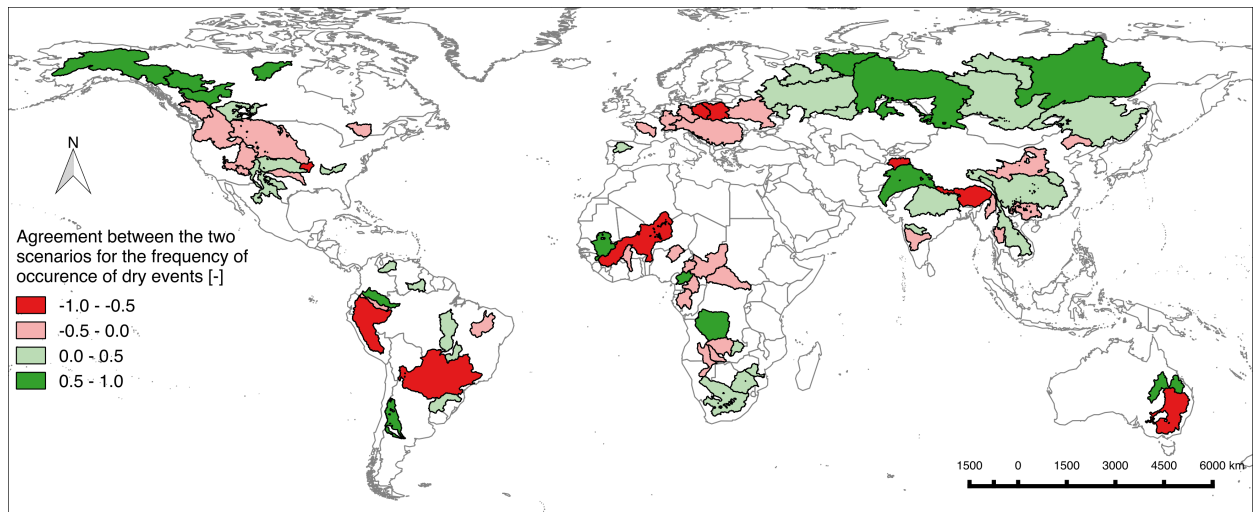 N
Agreement between the two
scenarios for the frequency of
occurence of dry events [-]
-1.0 - -0.5
-0.5 - 0.0
0.0 - 0.5
0.5 - 1.0
1500 0 1500 3000 4500 6000 km